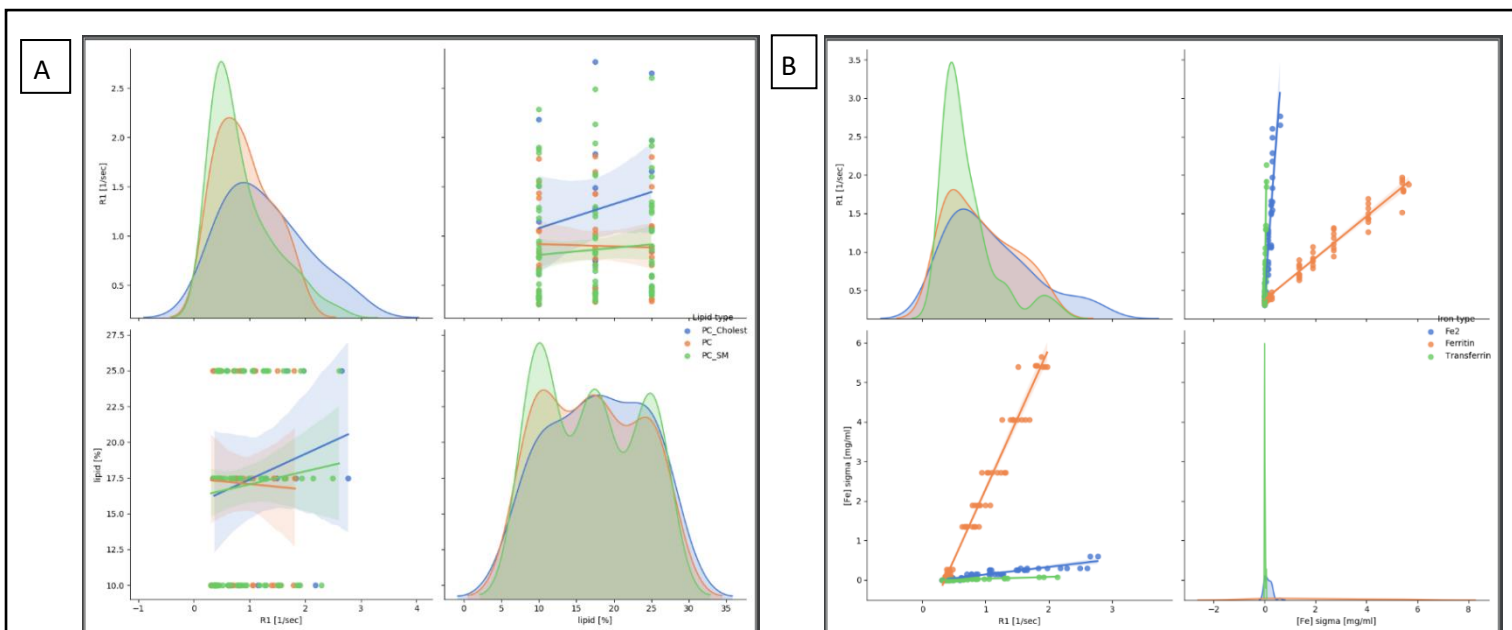 A
R1 [1/sec]
2.5
2.0
1.5
1.0
0.5
Lipid type
PC_Cholest
PC
PC_SM
lipid [%]
27.5
25.0
22.5
20.0
17.5
15.0
12.5
10.0
−1 0 1 2 3 4
R1 [1/sec]
0 5 10 15 20 25 30 35
lipid [%]
B
R1 [1/sec]
3.5
3.0
2.5
2.0
1.5
1.0
0.5
Iron type
Fe2
Ferritin
Transferrin
[Fe] sigma [mg/ml]
6
5
4
3
2
1
0
0 1 2 3
R1 [1/sec]
−2 0 2 4 6 8
[Fe] sigma [mg/ml]